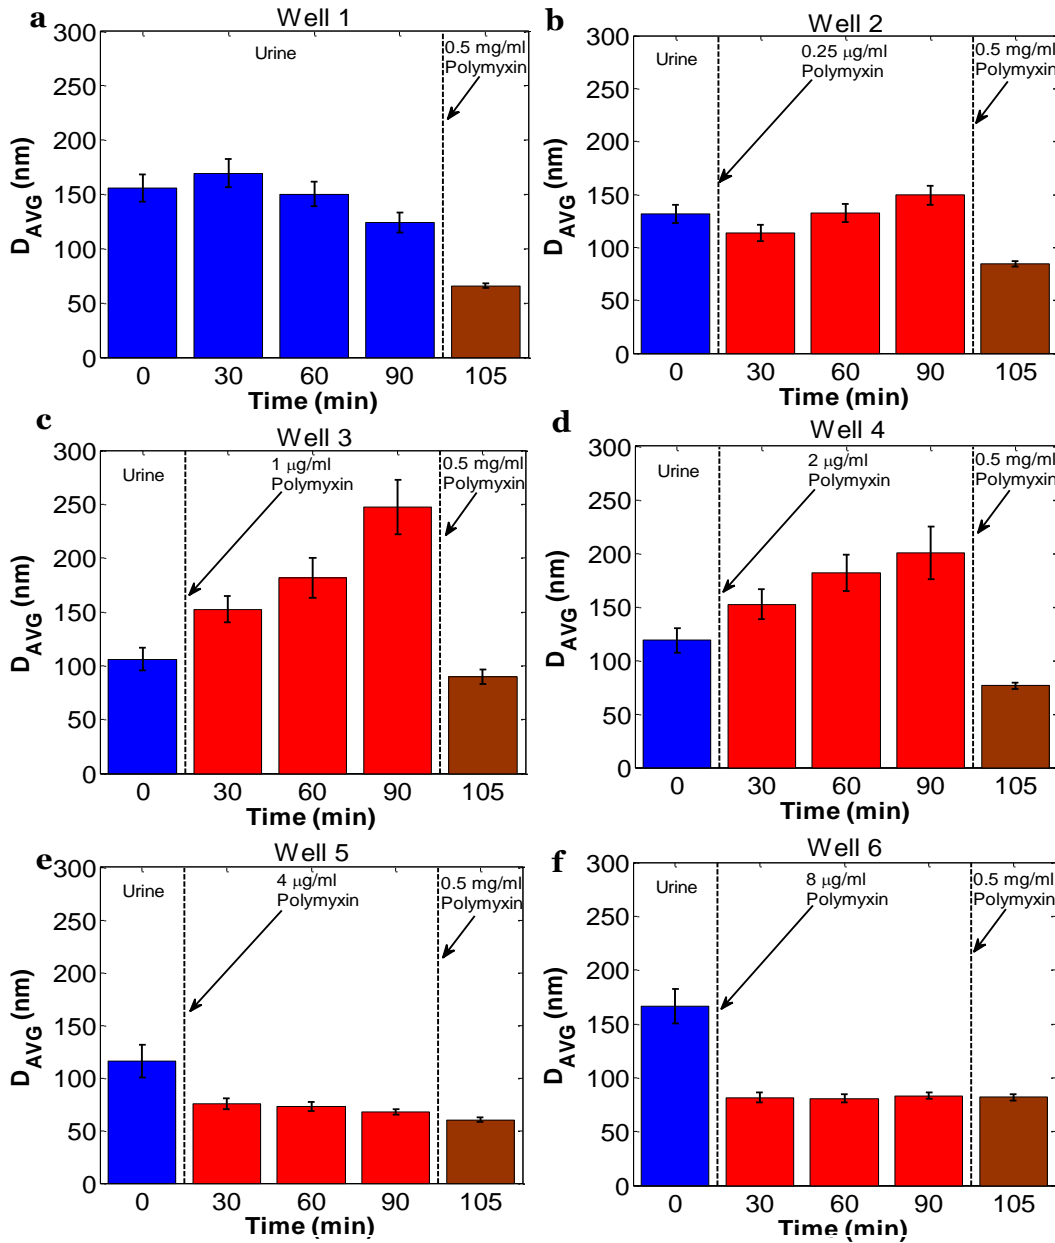 a
Well 1
Urine
0.5 mg/ml
Polymyxin
300
250
200
150
100
50
0
D_AVG (nm)
0 30 60 90 105
Time (min)
b
Well 2
Urine
0.25 µg/ml
Polymyxin
0.5 mg/ml
Polymyxin
300
250
200
150
100
50
0
D_AVG (nm)
0 30 60 90 105
Time (min)
c
Well 3
Urine
1 µg/ml
Polymyxin
0.5 mg/ml
Polymyxin
300
250
200
150
100
50
0
D_AVG (nm)
0 30 60 90 105
Time (min)
d
Well 4
Urine
2 µg/ml
Polymyxin
0.5 mg/ml
Polymyxin
300
250
200
150
100
50
0
D_AVG (nm)
0 30 60 90 105
Time (min)
e
Well 5
Urine
4 µg/ml
Polymyxin
0.5 mg/ml
Polymyxin
300
250
200
150
100
50
0
D_AVG (nm)
0 30 60 90 105
Time (min)
f
Well 6
Urine
8 µg/ml
Polymyxin
0.5 mg/ml
Polymyxin
300
250
200
150
100
50
0
D_AVG (nm)
0 30 60 90 105
Time (min)